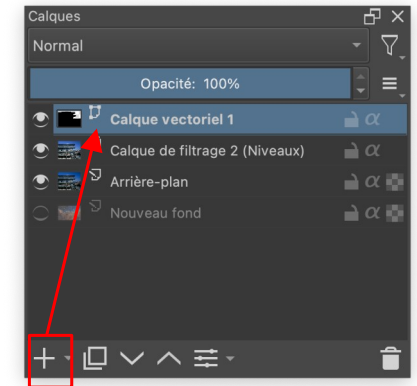 Calques
Normal
Opacité: 100%
Calque vectoriel 1
Calque de filtrage 2 (Niveaux)
Arrière-plan
Nouveau fond